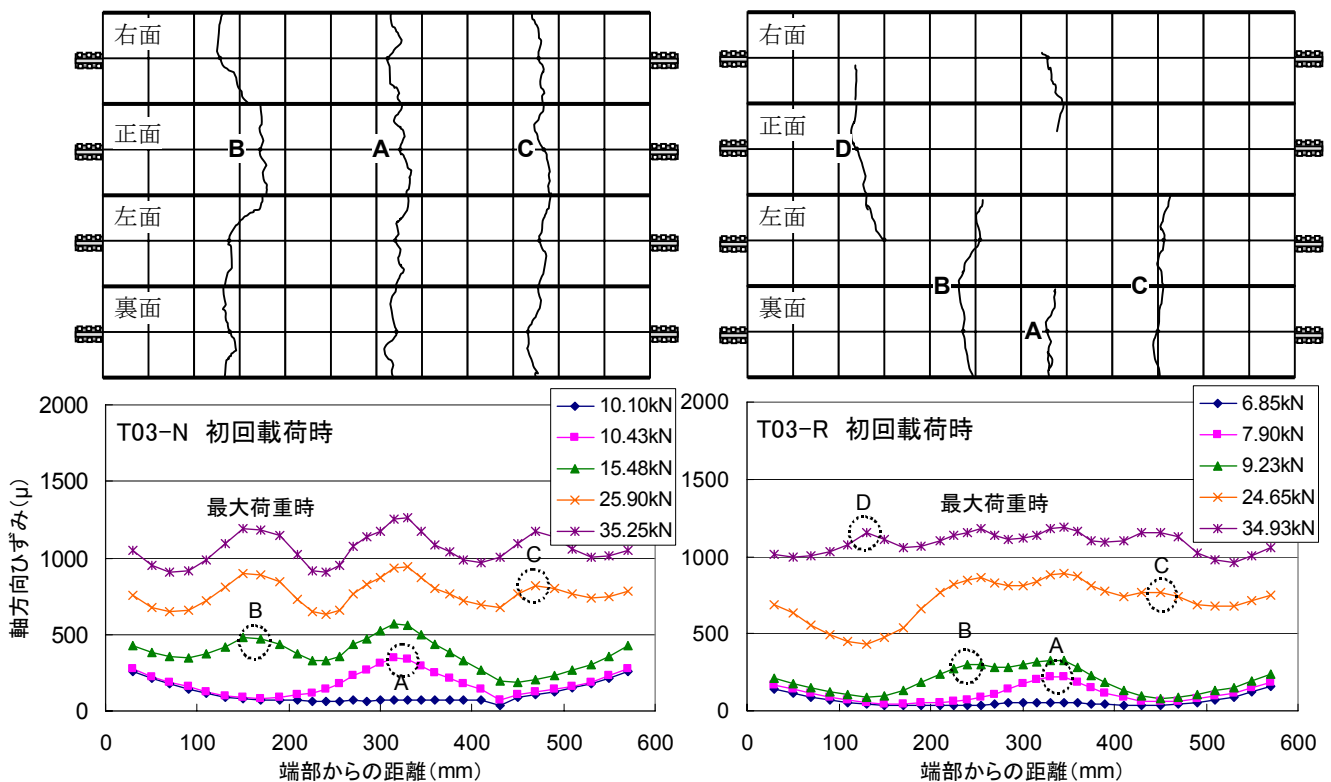 右面
正面
B
A
C
左面
裏面
右面
正面
D
左面
B
C
裏面
A
2000
1500
1000
500
0
軸方向ひずみ(μ)
T03-N 初回載荷時
10.10kN
10.43kN
15.48kN
25.90kN
35.25kN
最大荷重時
C
B
A
0
100
200
300
400
500
600
端部からの距離(mm)
2000
1500
1000
500
0
T03-R 初回載荷時
6.85kN
7.90kN
9.23kN
24.65kN
34.93kN
D
最大荷重時
C
B
A
0
100
200
300
400
500
600
端部からの距離(mm)